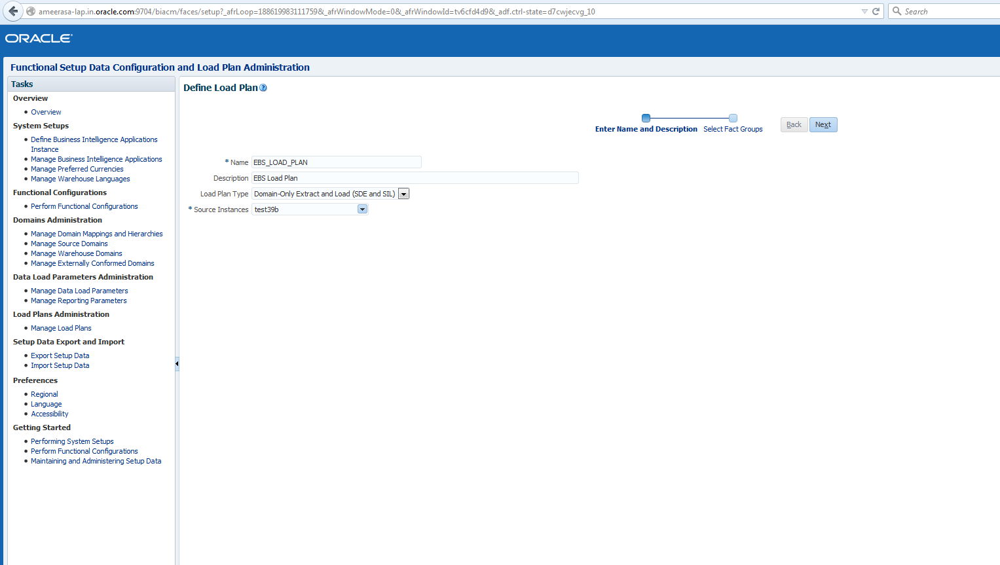 ameerasa-lap.in.oracle.com:9704/biacm/faces/setup?_afrLoop=1886199831117598&_afrWindowMode=0&_afrWindowId=tv6cfd4d9&_adf.ctrl-state=d7cwjecvg_10
Search
ORACLE
Functional Setup Data Configuration and Load Plan Administration
Tasks
Overview
Overview
System Setups
Define Business Intelligence Applications
Instance
Manage Business Intelligence Applications
Manage Preferred Currencies
Manage Warehouse Languages
Functional Configurations
Perform Functional Configurations
Domains Administration
Manage Domain Mappings and Hierarchies
Manage Source Domains
Manage Warehouse Domains
Manage Externally Conformed Domains
Data Load Parameters Administration
Manage Data Load Parameters
Manage Reporting Parameters
Load Plans Administration
Manage Load Plans
Setup Data Export and Import
Export Setup Data
Import Setup Data
Preferences
Regional
Language
Accessibility
Getting Started
Performing System Setups
Perform Functional Configurations
Maintaining and Administering Setup Data
Define Load Plan
Enter Name and Description Select Fact Groups
Back Next
* Name EBS_LOAD_PLAN
Description EBS Load Plan
Load Plan Type Domain-Only Extract and Load (SDE and SIL)
* Source Instances test39b